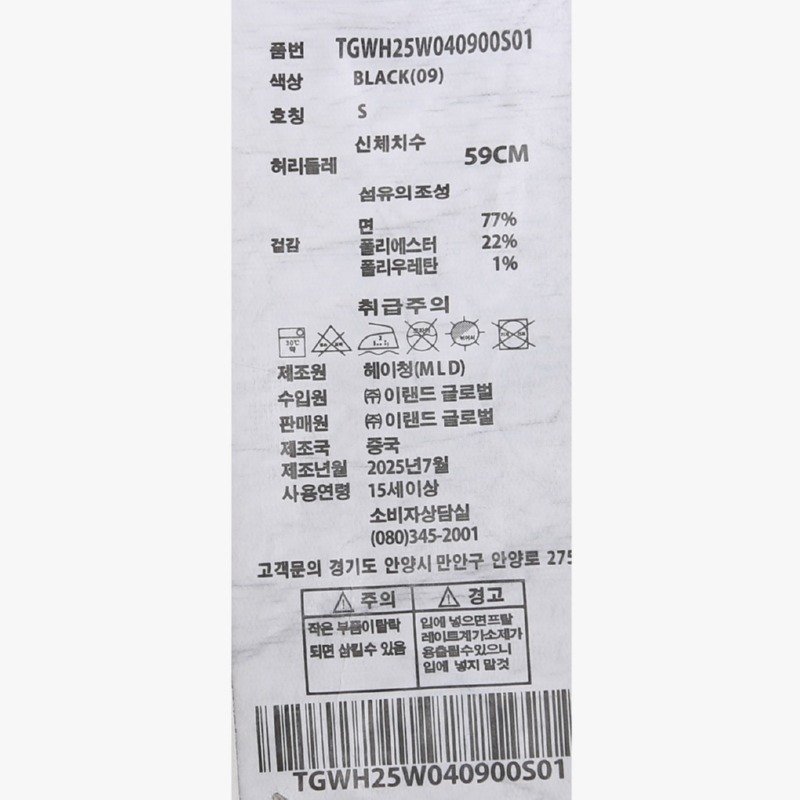 품번 TGWH25W040900S01
색상 BLACK(09)
호칭 S
신체치수
허리둘레 59CM
섬유의조성
면 77%
겉감 폴리에스터 22%
폴리우레탄 1%
취급주의
30℃
약
제조원 헤이청(MLD)
수입원 ㈜이랜드 글로벌
판매원 ㈜이랜드 글로벌
제조국 중국
제조년월 2025년7월
사용연령 15세이상
소비자상담실
(080)345-2001
고객문의 경기도 안양시 만안구 안양로 275
주의
작은 부품이탈락
되면 삼킬수 있음
경고
입에 넣으면프탈
레이트계가소제가
용출될수있으니
입에 넣지 말것
TGWH25W040900S01